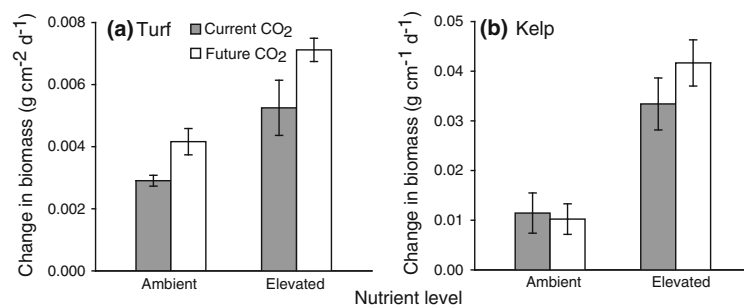 (a) Turf
Current CO2
Future CO2
Change in biomass (g cm⁻² d⁻¹)
0.008
0.006
0.004
0.002
0.000
Ambient Elevated
(b) Kelp
Change in biomass (g cm⁻¹ d⁻¹)
0.05
0.04
0.03
0.02
0.01
0.00
Ambient Elevated
Nutrient level